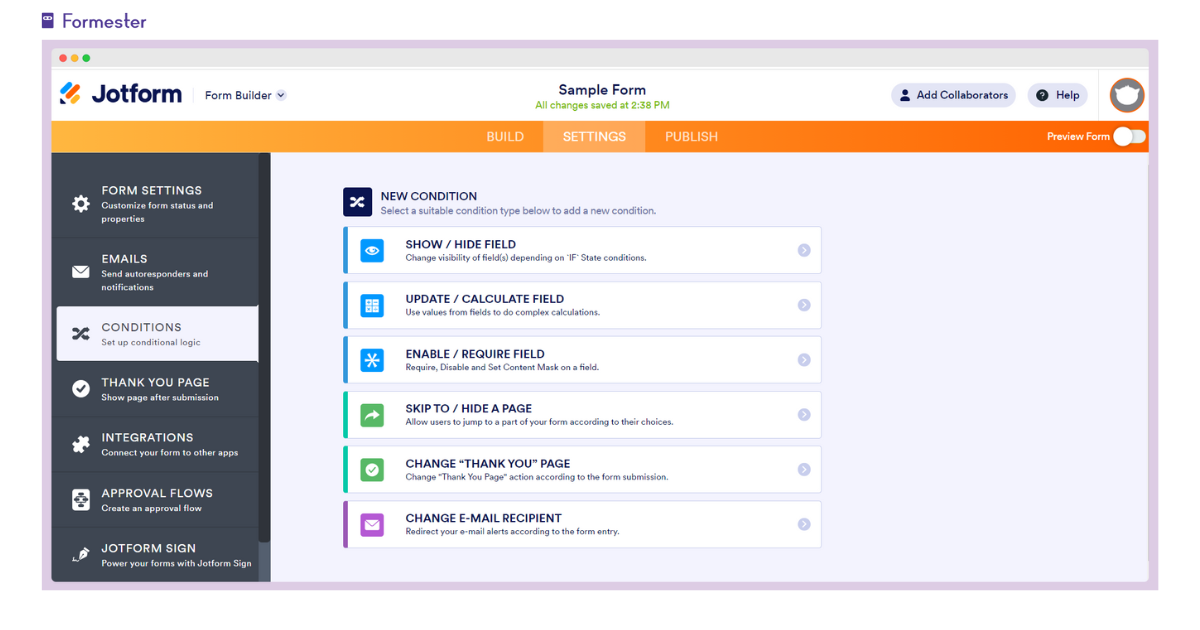 Formester
Jotform
Form Builder
Sample Form
All changes saved at 2:38 PM
Add Collaborators
Help
BUILD
SETTINGS
PUBLISH
Preview Form
FORM SETTINGS
Customize form status and
properties
EMAILS
Send autoresponders and
notifications
CONDITIONS
Set up conditional logic
THANK YOU PAGE
Show page after submission
INTEGRATIONS
Connect your form to other apps
APPROVAL FLOWS
Create an approval flow
JOTFORM SIGN
Power your forms with Jotform Sign
NEW CONDITION
Select a suitable condition type below to add a new condition.
SHOW / HIDE FIELD
Change visibility of field(s) depending on `IF` State conditions.
UPDATE / CALCULATE FIELD
Use values from fields to do complex calculations.
ENABLE / REQUIRE FIELD
Require, Disable and Set Content Mask on a field.
SKIP TO / HIDE A PAGE
Allow users to jump to a part of your form according to their choices.
CHANGE “THANK YOU” PAGE
Change "Thank You Page" action according to the form submission.
CHANGE E-MAIL RECIPIENT
Redirect your e-mail alerts according to the form entry.